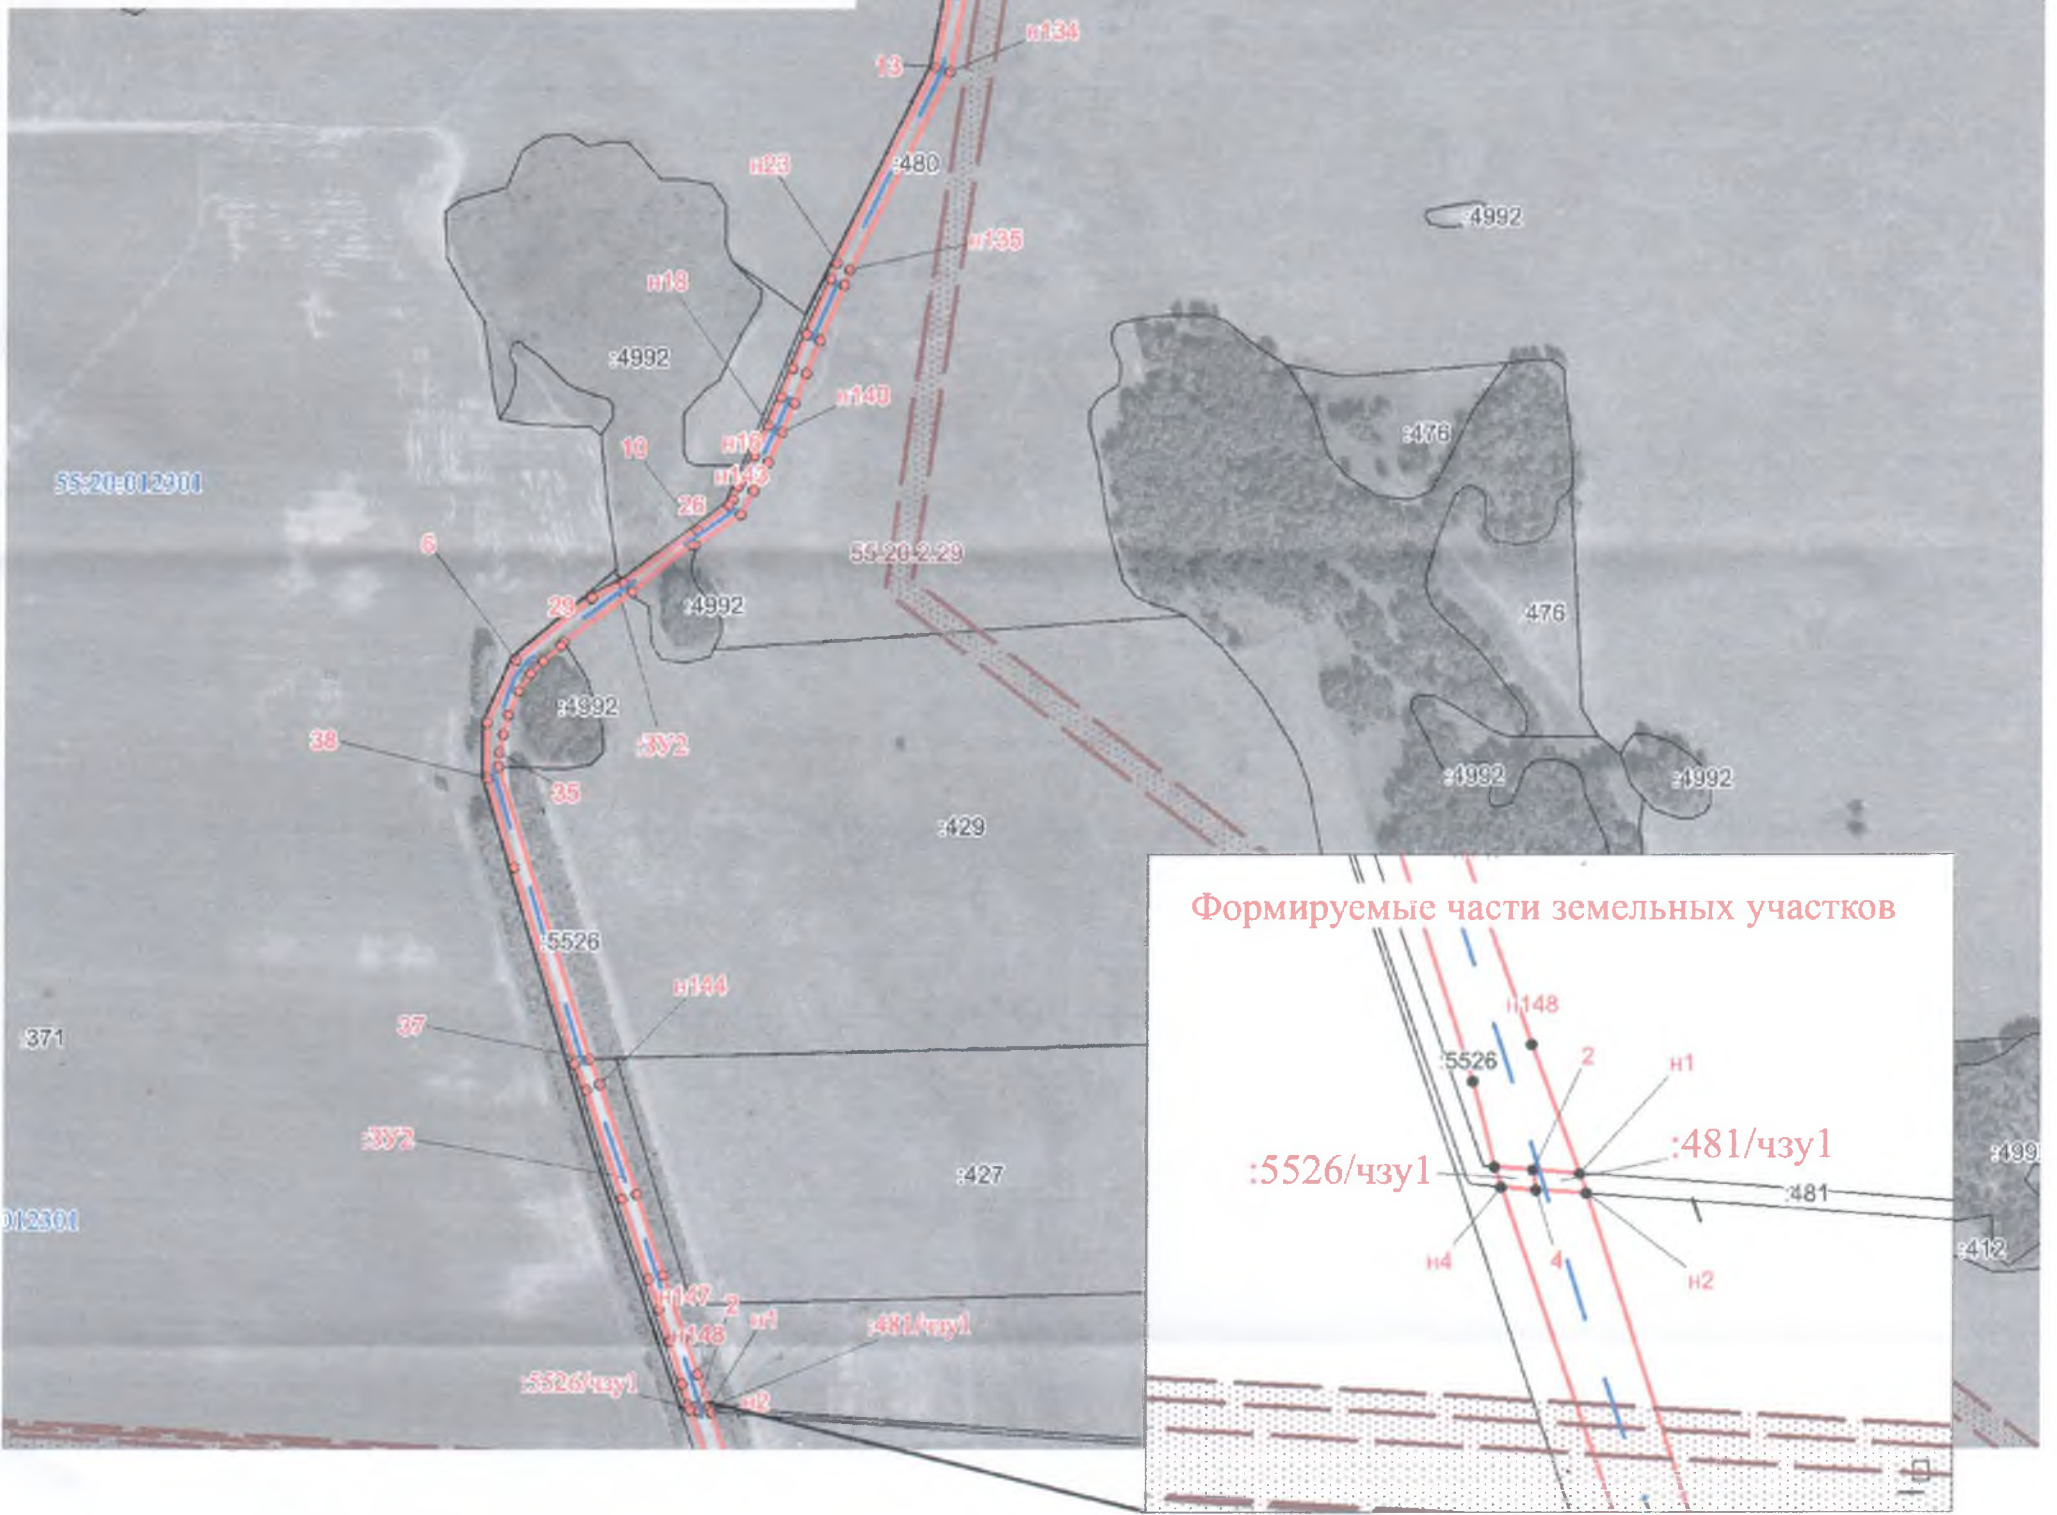 н134
13
:480
н23
:4992
н135
н18
:4992
н140
:476
н16
10
н143
55:20:012301
26
6
55.20.2.29
29
:4992
476
:4992
38
:ЗУ2
:4992
:4992
35
:429
Формируемые части земельных участков
:5526
н144
н148
37
:371
2
:5526
н1
:ЗУ2
:481/чзу1
:499
:5526/чзу1
:427
:481
012301
:412
н4
4
н2
н147
2
н1
:481/чзу1
н148
:5526/чзу1
н2